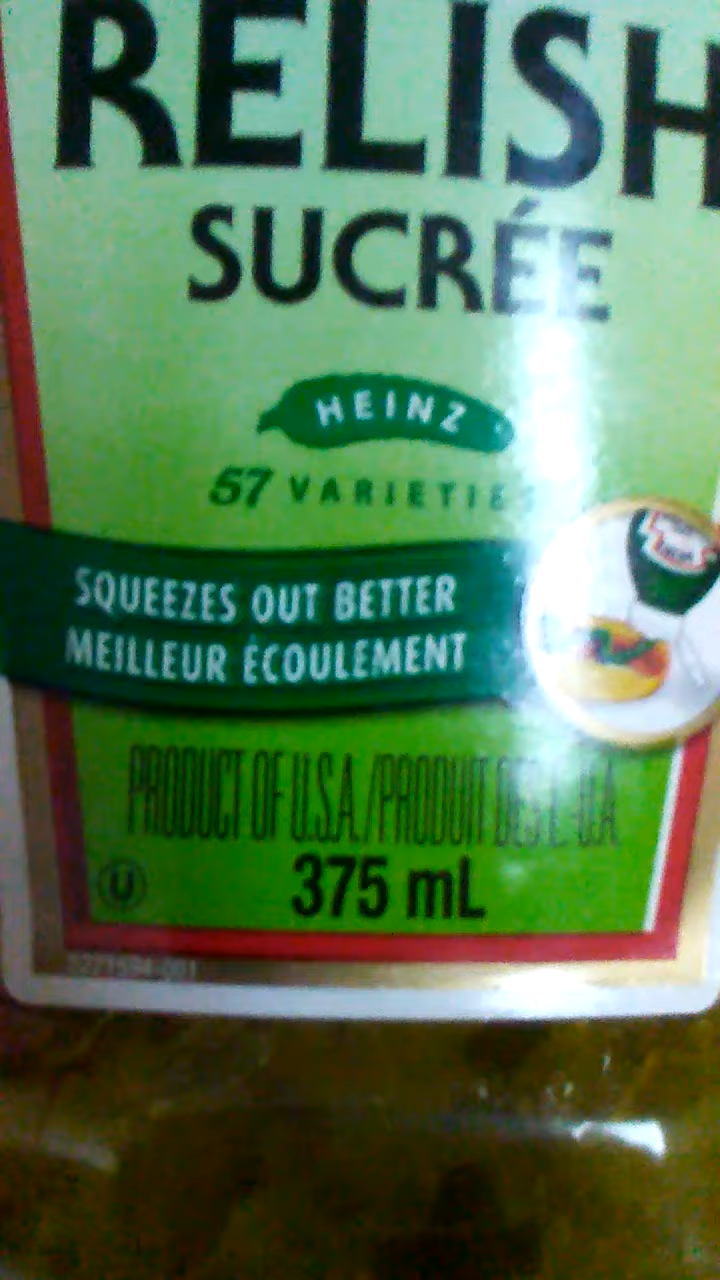 RELISH
SUCRÉE
HEINZ
57 VARIETIE
SQUEEZES OUT BETTER
MEILLEUR ÉCOULEMENT
PRODUCT OF U.S.A./PRODUIT DES É.-U.A.
U
375 mL